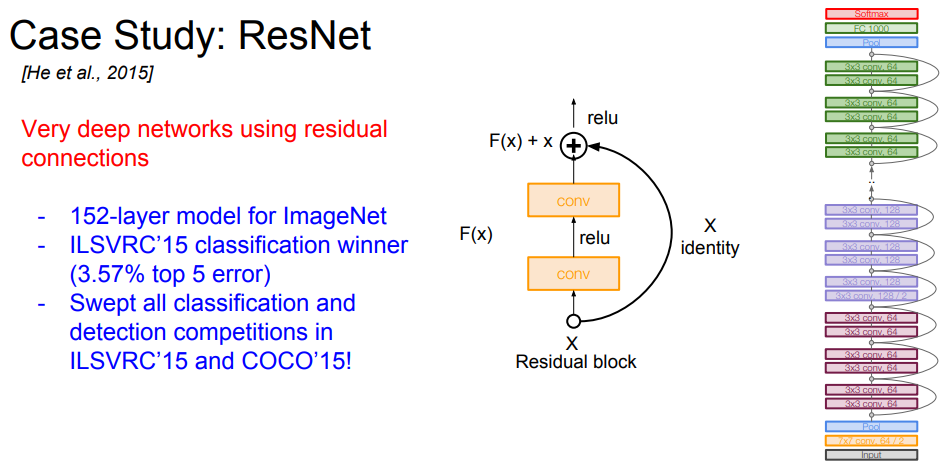 Case Study: ResNet
[He et al., 2015]
Very deep networks using residual
connections
- 152-layer model for ImageNet
- ILSVRC’15 classification winner
(3.57% top 5 error)
- Swept all classification and
detection competitions in
ILSVRC’15 and COCO’15!
relu
F(x) + x
conv
F(x)
relu
X
identity
conv
X
Residual block
Softmax
FC 1000
Pool
3x3 conv, 64
3x3 conv, 64
3x3 conv, 64
3x3 conv, 64
3x3 conv, 64
3x3 conv, 64
..
3x3 conv, 128
3x3 conv, 128
3x3 conv, 128
3x3 conv, 128
3x3 conv, 128
3x3 conv, 128 / 2
3x3 conv, 64
3x3 conv, 64
3x3 conv, 64
3x3 conv, 64
3x3 conv, 64
3x3 conv, 64
Pool
7x7 conv, 64 / 2
Input